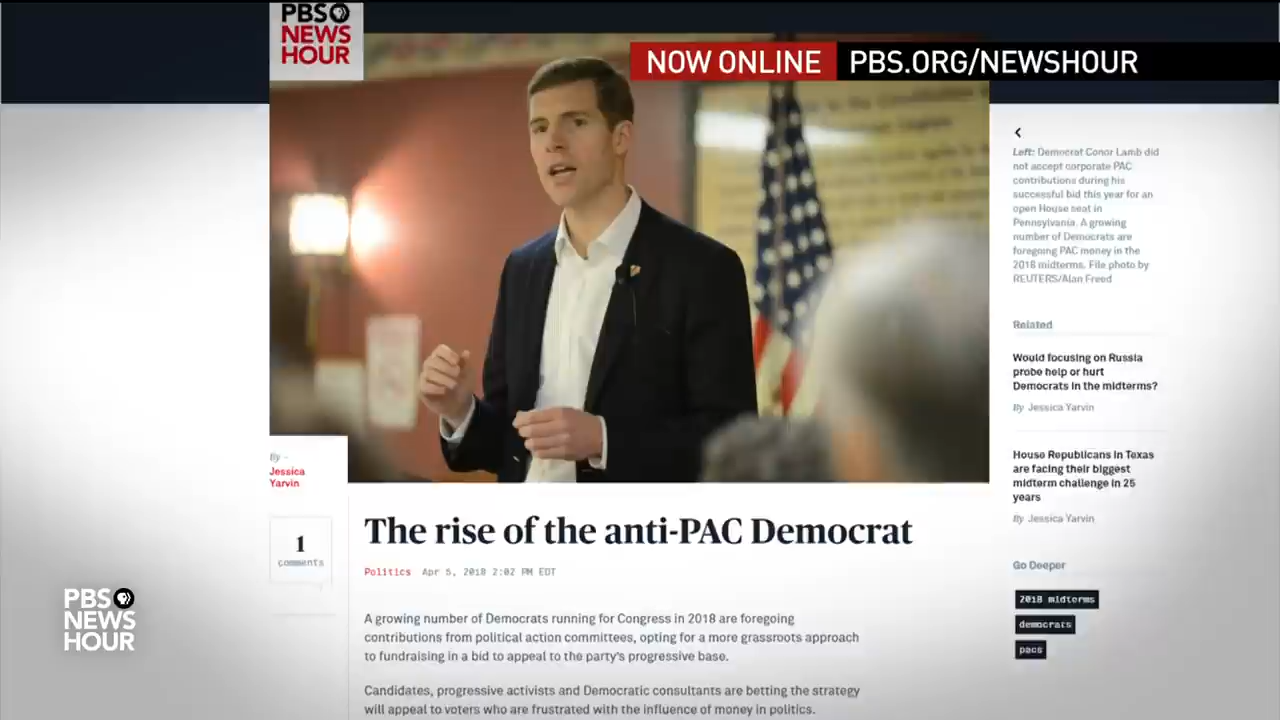 PBS
NEWS
HOUR
NOW ONLINE
PBS.ORG/NEWSHOUR
Left: Democrat Conor Lamb did
not accept corporate PAC
contributions during his
successful bid this year for an
open House seat in
Pennsylvania. A growing
number of Democrats are
foregoing PAC money in the
2018 midterms. File photo by
REUTERS/Alan Freed
Related
Would focusing on Russia
probe help or hurt
Democrats in the midterms?
By Jessica Yarvin
House Republicans in Texas
are facing their biggest
midterm challenge in 25
years
By Jessica Yarvin
Go Deeper
2018 midterms
democrats
pacs
By —
Jessica
Yarvin
1
comments
The rise of the anti-PAC Democrat
Politics Apr 5, 2018 2:02 PM EDT
A growing number of Democrats running for Congress in 2018 are foregoing
contributions from political action committees, opting for a more grassroots approach
to fundraising in a bid to appeal to the party's progressive base.
Candidates, progressive activists and Democratic consultants are betting the strategy
will appeal to voters who are frustrated with the influence of money in politics.
PBS
NEWS
HOUR